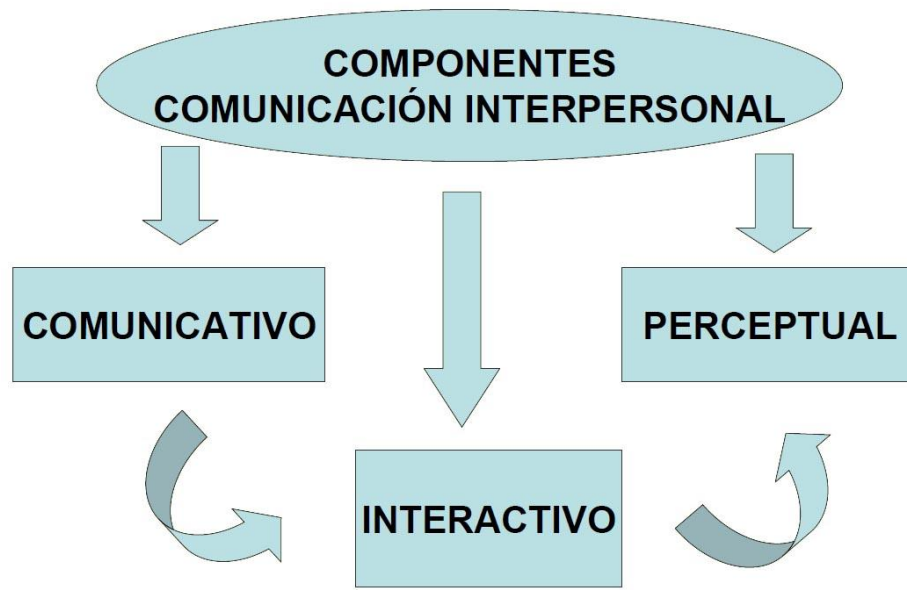 COMPONENTES
COMUNICACIÓN INTERPERSONAL
COMUNICATIVO
PERCEPTUAL
INTERACTIVO